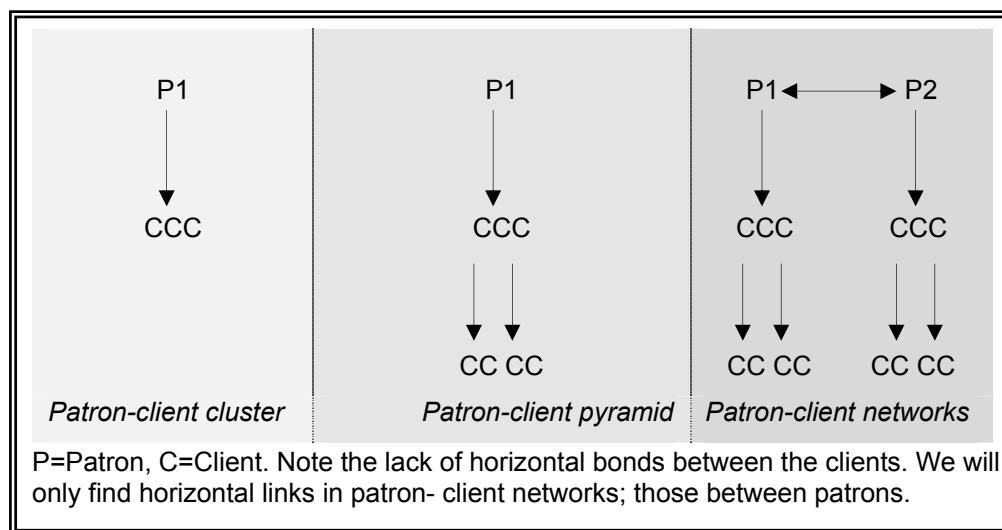 P1 P1 P1 P2
CCC CCC CCC CCC
CC CC CC CC CC CC
Patron-client cluster Patron-client pyramid Patron-client networks
P=Patron, C=Client. Note the lack of horizontal bonds between the clients. We will
only find horizontal links in patron- client networks; those between patrons.